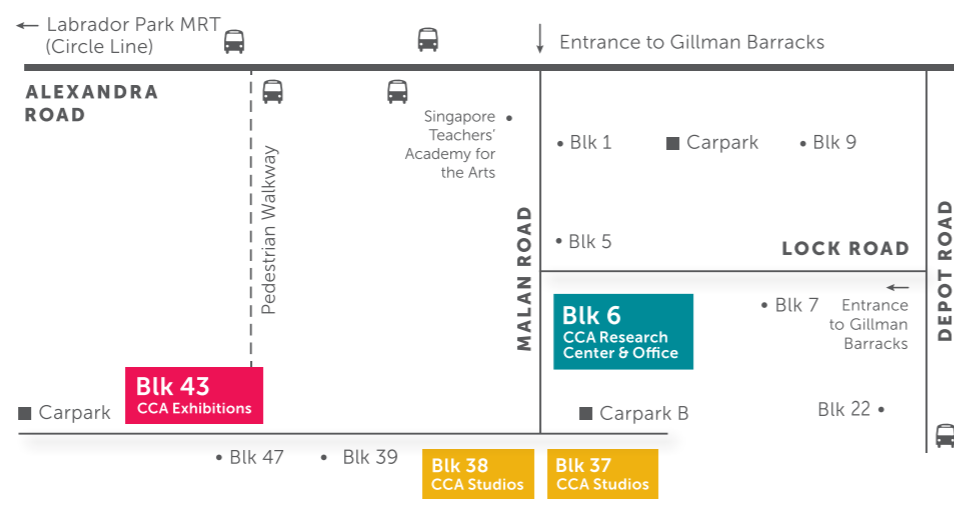 ← Labrador Park MRT
(Circle Line)
Entrance to Gillman Barracks
ALEXANDRA
ROAD
Singapore
Teachers’
Academy for
the Arts
• Blk 1
Carpark
• Blk 9
Pedestrian Walkway
MALAN ROAD
• Blk 5
LOCK ROAD
DEPOT ROAD
Blk 6
CCA Research
Center & Office
• Blk 7
Entrance
to Gillman
Barracks
Blk 43
CCA Exhibitions
Carpark
Carpark B
Blk 22 •
• Blk 47
• Blk 39
Blk 38
CCA Studios
Blk 37
CCA Studios